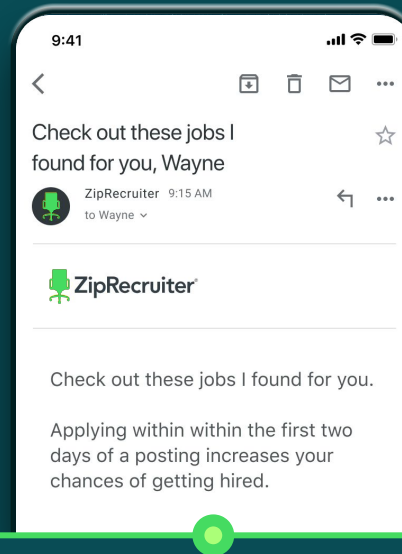 9:41
Check out these jobs I
found for you, Wayne
ZipRecruiter 9:15 AM
to Wayne
ZipRecruiter®
Check out these jobs I found for you.
Applying within within the first two
days of a posting increases your
chances of getting hired.